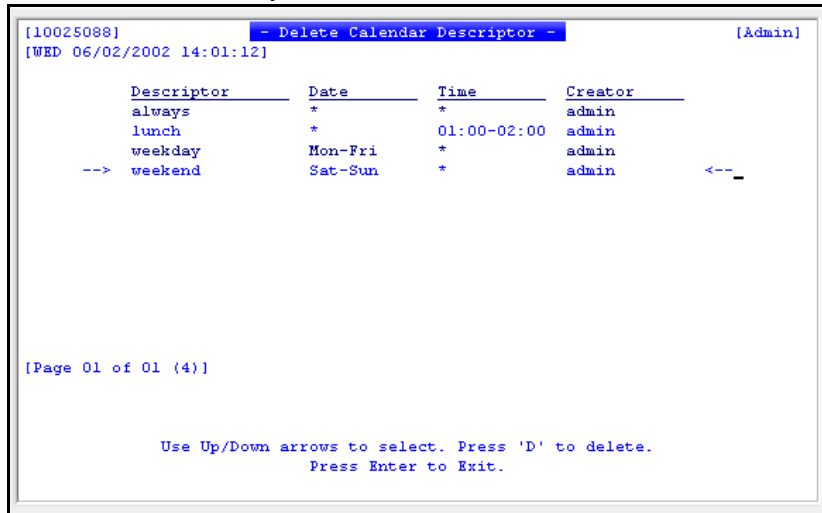 [10025088] - Delete Calendar Descriptor - [Admin]
[WED 06/02/2002 14:01:12]
Descriptor Date Time Creator
always * * admin
lunch * 01:00-02:00 admin
weekday Mon-Fri * admin
--> weekend Sat-Sun * admin <--_
[Page 01 of 01 (4)]
Use Up/Down arrows to select. Press 'D' to delete.
Press Enter to Exit.